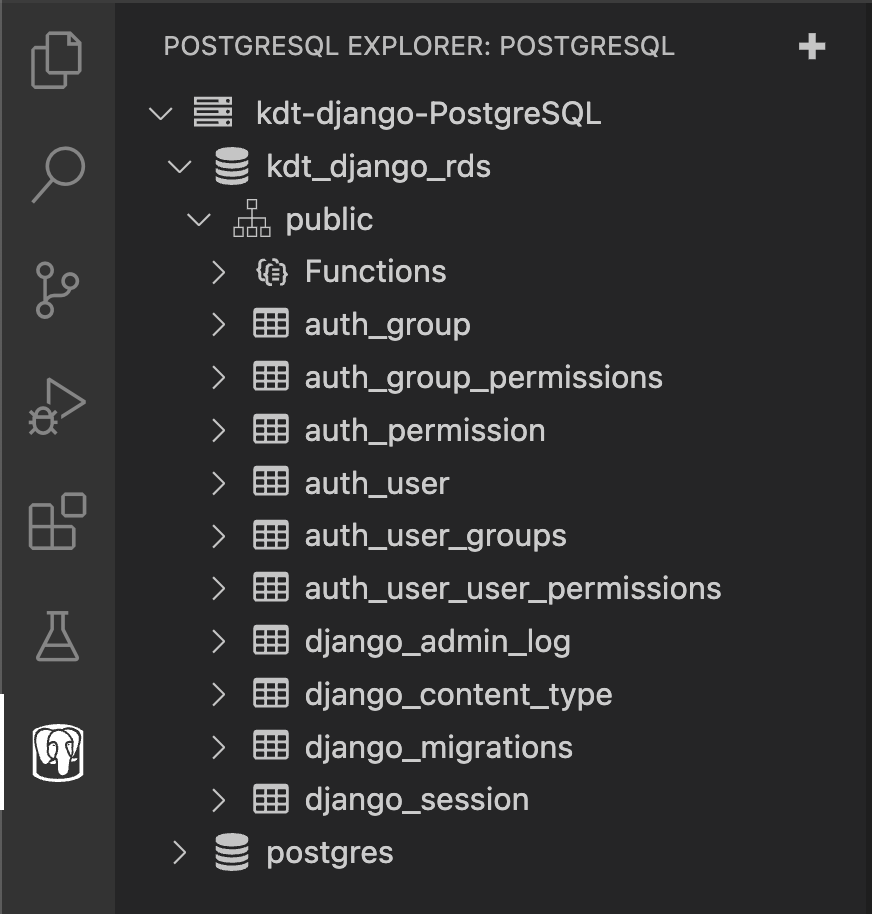 POSTGRESQL EXPLORER: POSTGRESQL
kdt-django-PostgreSQL
kdt_django_rds
public
Functions
auth_group
auth_group_permissions
auth_permission
auth_user
auth_user_groups
auth_user_user_permissions
django_admin_log
django_content_type
django_migrations
django_session
postgres